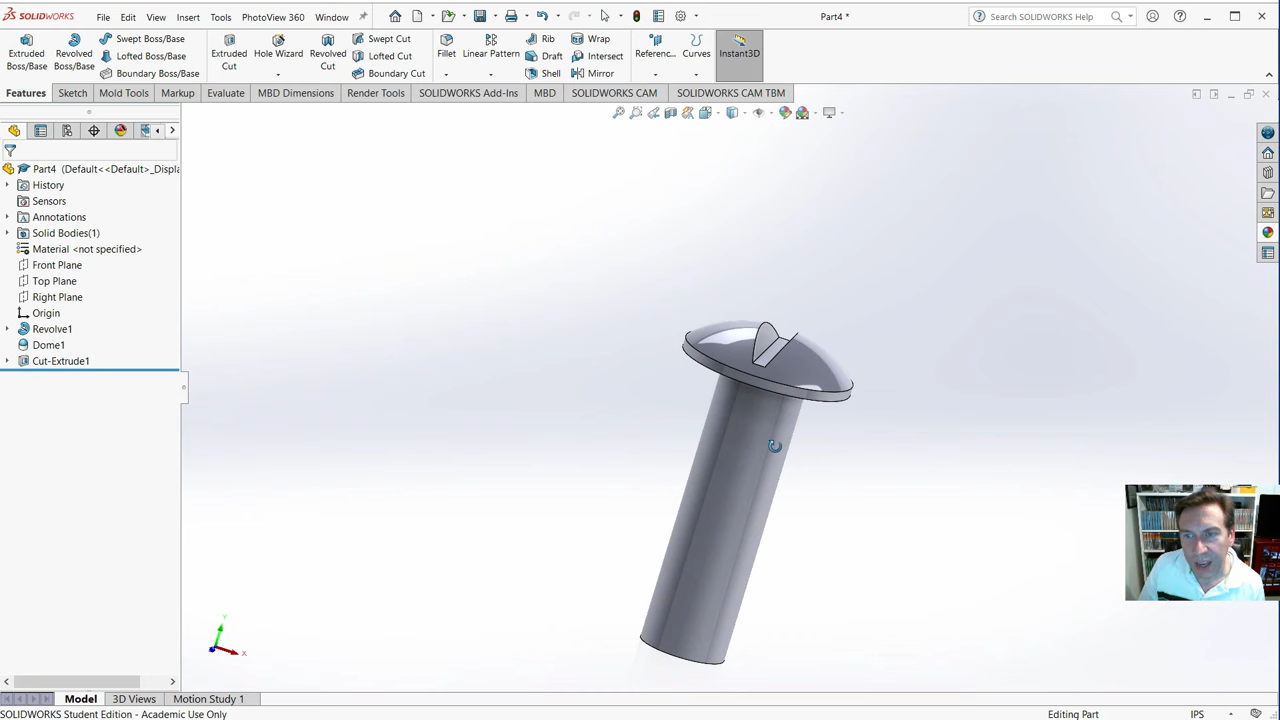 SOLIDWORKS File Edit View Insert Tools PhotoView 360 Window Part4 * Search SOLIDWORKS Help
Extruded Boss/Base
Revolved Boss/Base
Swept Boss/Base
Lofted Boss/Base
Boundary Boss/Base
Extruded Cut
Hole Wizard
Revolved Cut
Swept Cut
Lofted Cut
Boundary Cut
Fillet
Linear Pattern
Rib
Draft
Shell
Wrap
Intersect
Mirror
Referenc...
Curves
Instant3D
Features Sketch Mold Tools Markup Evaluate MBD Dimensions Render Tools SOLIDWORKS Add-Ins MBD SOLIDWORKS CAM SOLIDWORKS CAM TBM
Part4 (Default<<Default>_Displa
History
Sensors
Annotations
Solid Bodies(1)
Material <not specified>
Front Plane
Top Plane
Right Plane
Origin
Revolve1
Dome1
Cut-Extrude1
Y
X
Model 3D Views Motion Study 1
SOLIDWORKS Student Edition - Academic Use Only Editing Part IPS